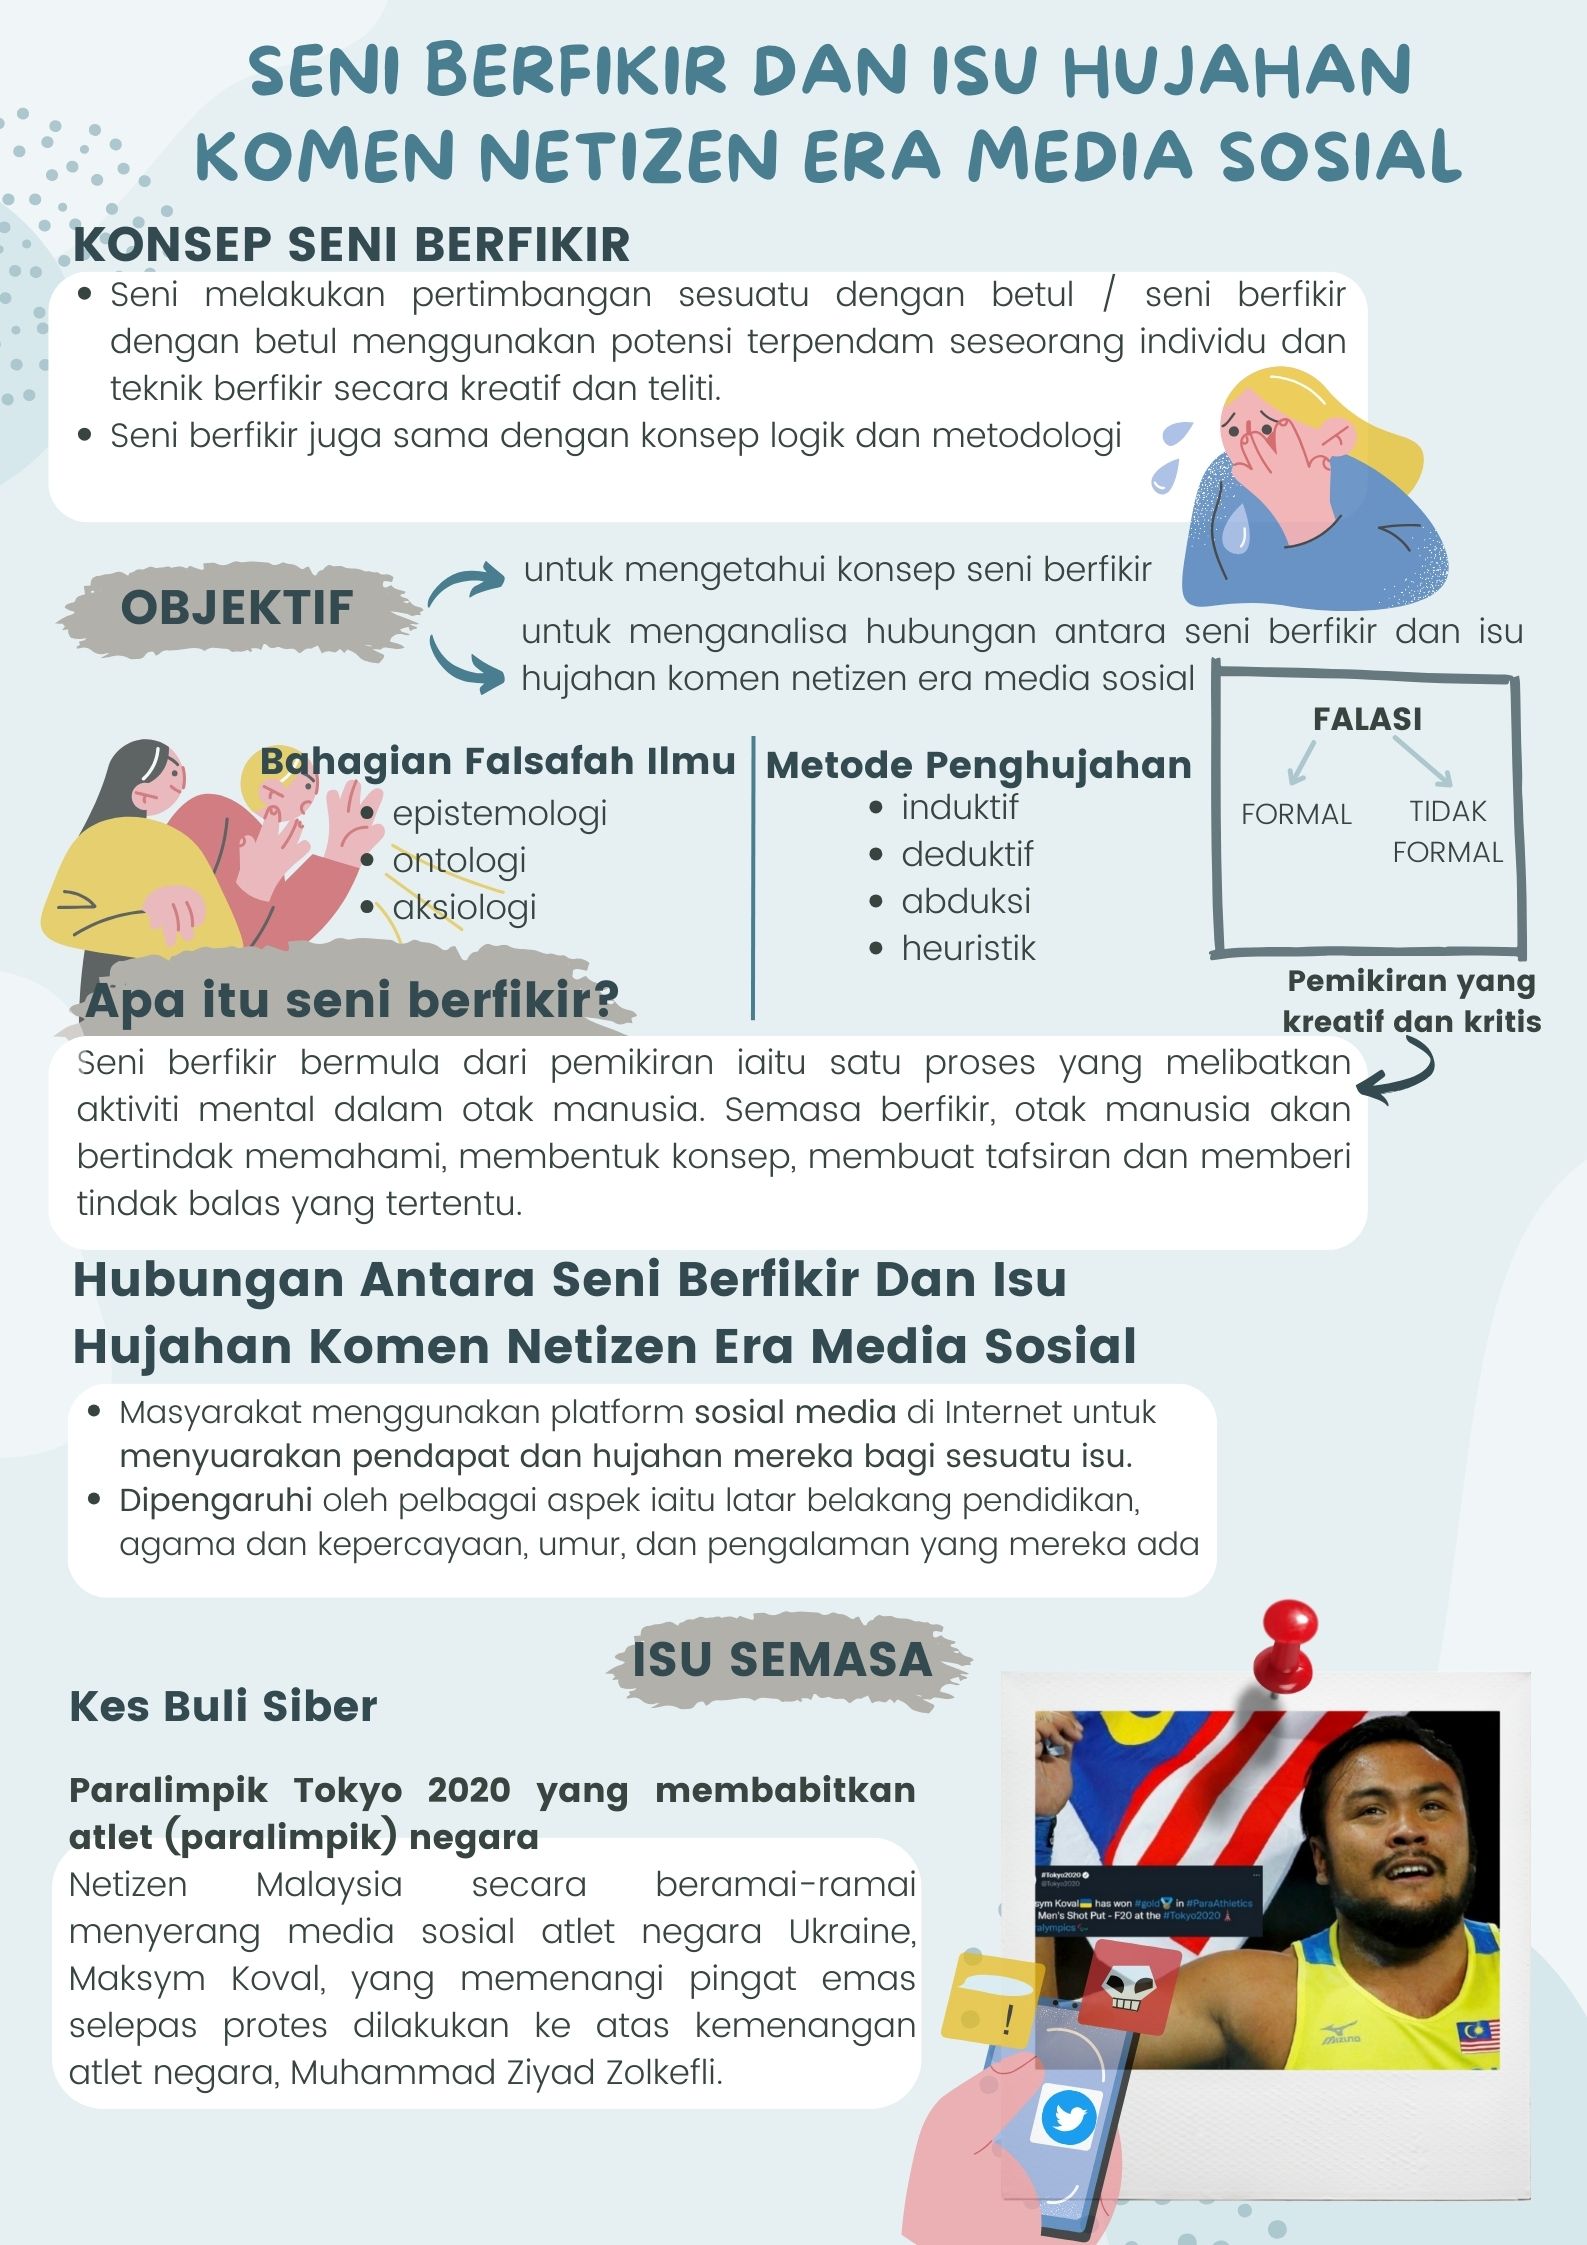 SENI BERFIKIR DAN ISU HUJAHAN
KOMEN NETIZEN ERA MEDIA SOSIAL
KONSEP SENI BERFIKIR
• Seni melakukan pertimbangan sesuatu dengan betul / seni berfikir
dengan betul menggunakan potensi terpendam seseorang individu dan
teknik berfikir secara kreatif dan teliti.
• Seni berfikir juga sama dengan konsep logik dan metodologi
OBJEKTIF
untuk mengetahui konsep seni berfikir
untuk menganalisa hubungan antara seni berfikir dan isu
hujahan komen netizen era media sosial
Bahagian Falsafah Ilmu
• epistemologi
• ontologi
• aksiologi
Metode Penghujahan
• induktif
• deduktif
• abduksi
• heuristik
FALASI
FORMAL
TIDAK
FORMAL
Pemikiran yang
kreatif dan kritis
Apa itu seni berfikir?
Seni berfikir bermula dari pemikiran iaitu satu proses yang melibatkan
aktiviti mental dalam otak manusia. Semasa berfikir, otak manusia akan
bertindak memahami, membentuk konsep, membuat tafsiran dan memberi
tindak balas yang tertentu.
Hubungan Antara Seni Berfikir Dan Isu
Hujahan Komen Netizen Era Media Sosial
• Masyarakat menggunakan platform sosial media di Internet untuk
menyuarakan pendapat dan hujahan mereka bagi sesuatu isu.
• Dipengaruhi oleh pelbagai aspek iaitu latar belakang pendidikan,
agama dan kepercayaan, umur, dan pengalaman yang mereka ada
ISU SEMASA
Kes Buli Siber
Paralimpik Tokyo 2020 yang membabitkan
atlet (paralimpik) negara
Netizen Malaysia secara beramai-ramai
menyerang media sosial atlet negara Ukraine,
Maksym Koval, yang memenangi pingat emas
selepas protes dilakukan ke atas kemenangan
atlet negara, Muhammad Ziyad Zolkefli.
#Tokyo2020
@Tokyo2020
sym Koval has won #gold in #ParaAthletics
Men's Shot Put - F20 at the #Tokyo2020
ralympics
MIZUNO
!